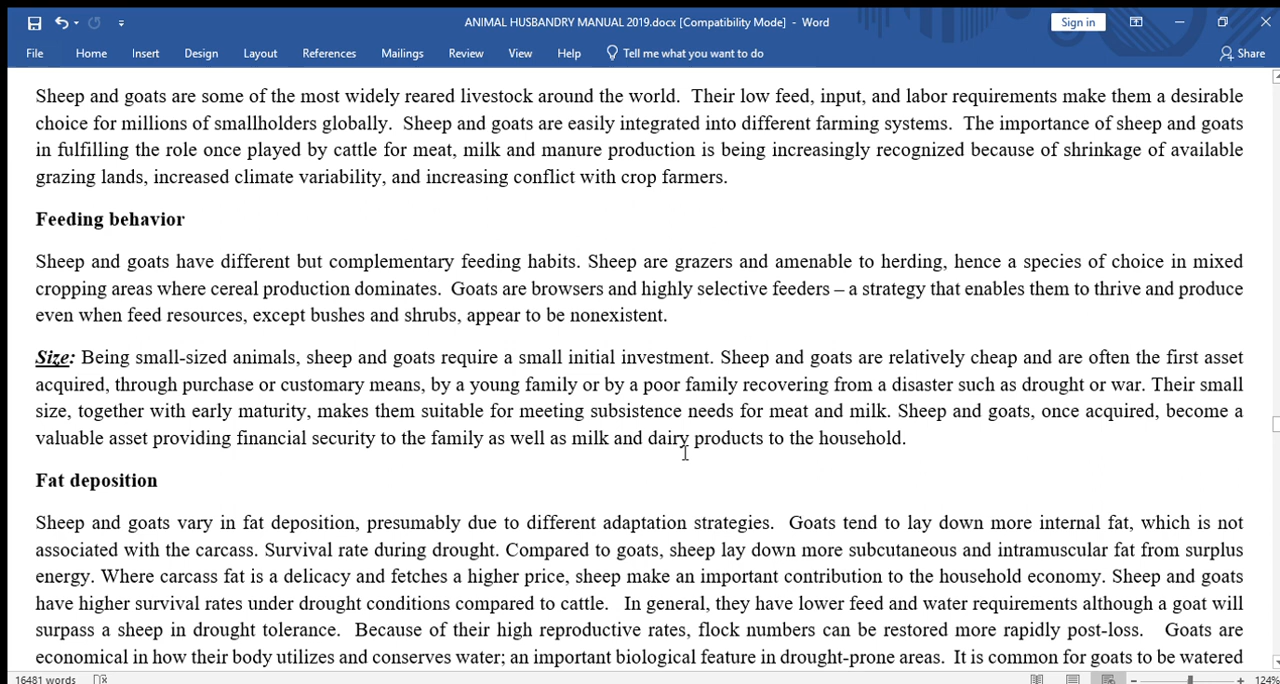 ANIMAL HUSBANDRY MANUAL 2019.docx [Compatibility Mode] - Word
Sign in
File Home Insert Design Layout References Mailings Review View Help Tell me what you want to do Share
Sheep and goats are some of the most widely reared livestock around the world. Their low feed, input, and labor requirements make them a desirable
choice for millions of smallholders globally. Sheep and goats are easily integrated into different farming systems. The importance of sheep and goats
in fulfilling the role once played by cattle for meat, milk and manure production is being increasingly recognized because of shrinkage of available
grazing lands, increased climate variability, and increasing conflict with crop farmers.
Feeding behavior
Sheep and goats have different but complementary feeding habits. Sheep are grazers and amenable to herding, hence a species of choice in mixed
cropping areas where cereal production dominates. Goats are browsers and highly selective feeders – a strategy that enables them to thrive and produce
even when feed resources, except bushes and shrubs, appear to be nonexistent.
Size: Being small-sized animals, sheep and goats require a small initial investment. Sheep and goats are relatively cheap and are often the first asset
acquired, through purchase or customary means, by a young family or by a poor family recovering from a disaster such as drought or war. Their small
size, together with early maturity, makes them suitable for meeting subsistence needs for meat and milk. Sheep and goats, once acquired, become a
valuable asset providing financial security to the family as well as milk and dairy products to the household.
Fat deposition
Sheep and goats vary in fat deposition, presumably due to different adaptation strategies. Goats tend to lay down more internal fat, which is not
associated with the carcass. Survival rate during drought. Compared to goats, sheep lay down more subcutaneous and intramuscular fat from surplus
energy. Where carcass fat is a delicacy and fetches a higher price, sheep make an important contribution to the household economy. Sheep and goats
have higher survival rates under drought conditions compared to cattle. In general, they have lower feed and water requirements although a goat will
surpass a sheep in drought tolerance. Because of their high reproductive rates, flock numbers can be restored more rapidly post-loss. Goats are
economical in how their body utilizes and conserves water; an important biological feature in drought-prone areas. It is common for goats to be watered
16481 words 124%